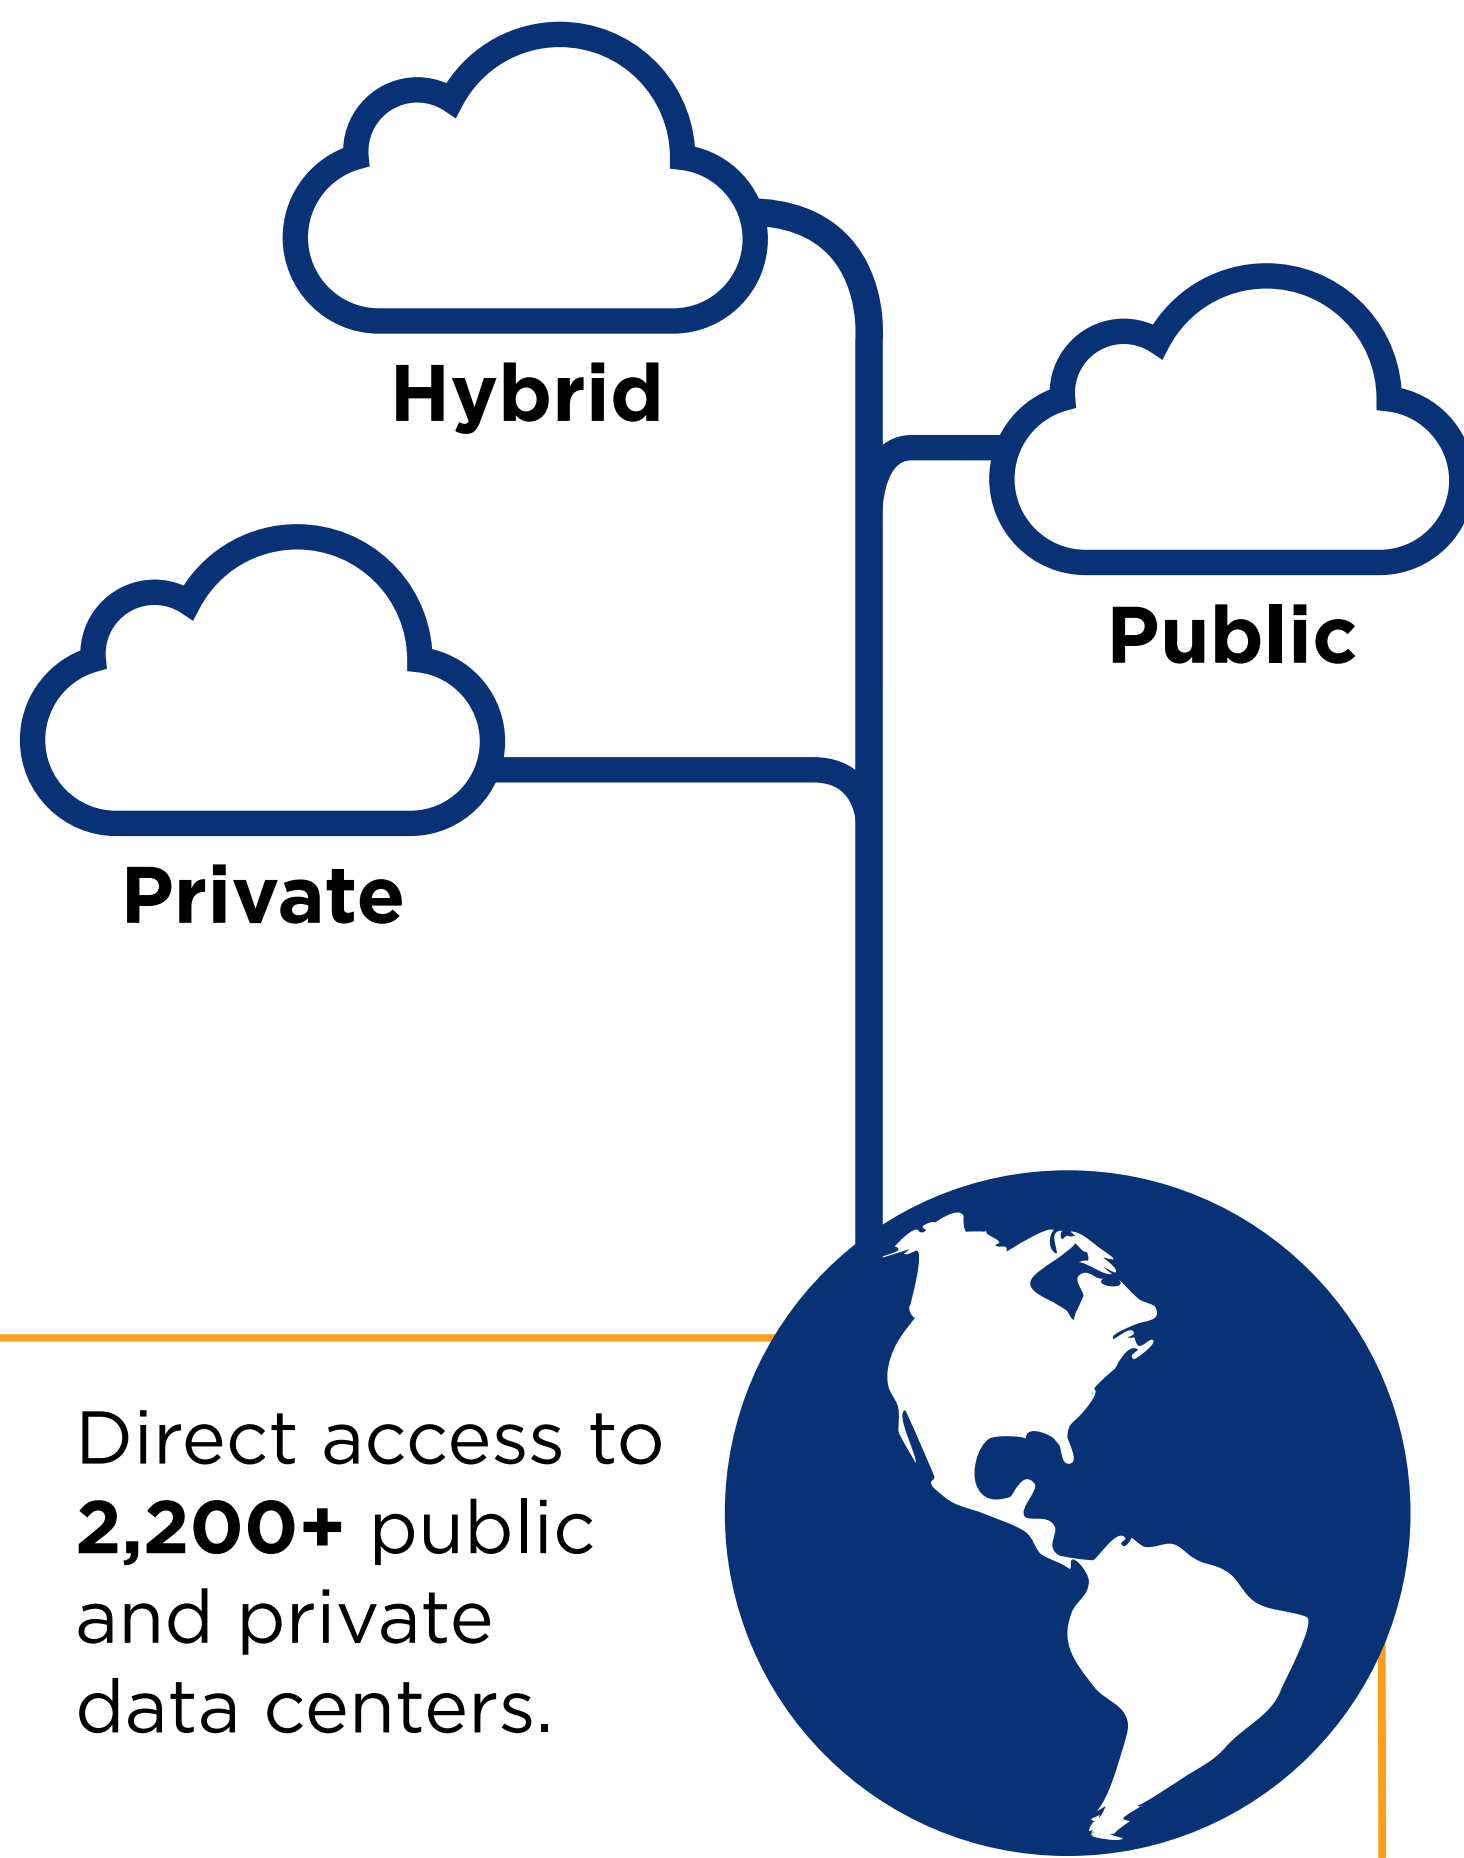 Hybrid
Public
Private
Direct access to
2,200+ public
and private
data centers.